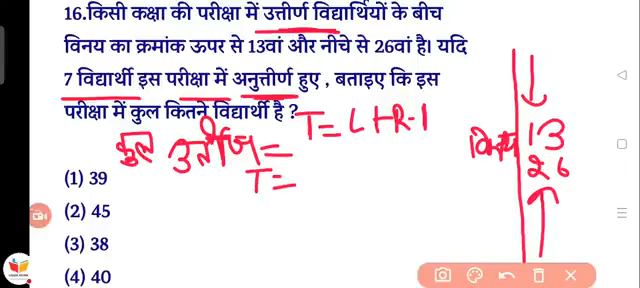 16.किसी कक्षा की परीक्षा में उत्तीर्ण विद्यार्थियों के बीच
विनय का क्रमांक ऊपर से 13वां और नीचे से 26वां है। यदि
7 विद्यार्थी इस परीक्षा में अनुत्तीर्ण हुए , बताइए कि इस
परीक्षा में कुल कितने विद्यार्थी है ?
T= L+R-1
कुल उत्तीर्ण =
T=
विनय 13
26
(1) 39
(2) 45
(3) 38
(4) 40